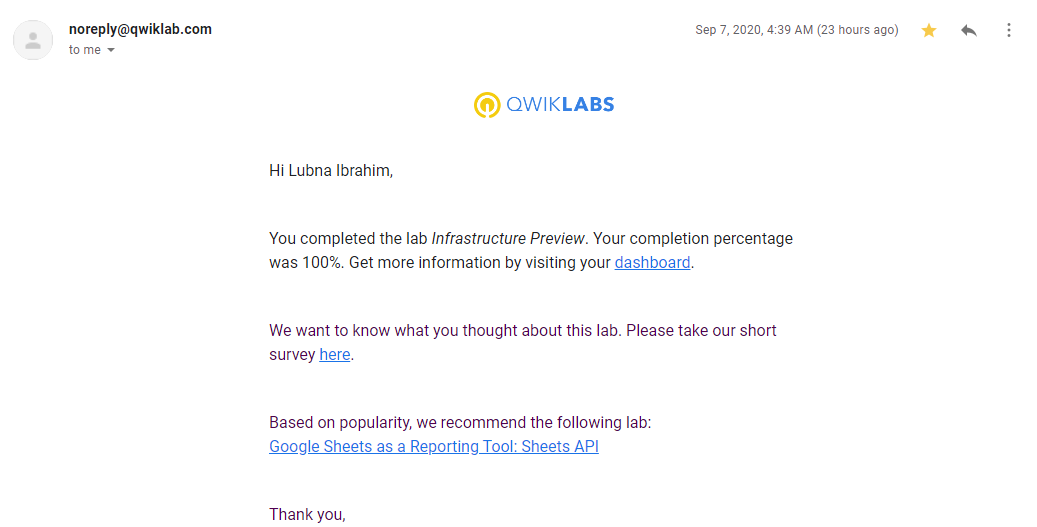 noreply@qwiklab.com
Sep 7, 2020, 4:39 AM (23 hours ago)
to me
QWIKLABS
Hi Lubna Ibrahim,
You completed the lab Infrastructure Preview. Your completion percentage
was 100%. Get more information by visiting your dashboard.
We want to know what you thought about this lab. Please take our short
survey here.
Based on popularity, we recommend the following lab:
Google Sheets as a Reporting Tool: Sheets API
Thank you,